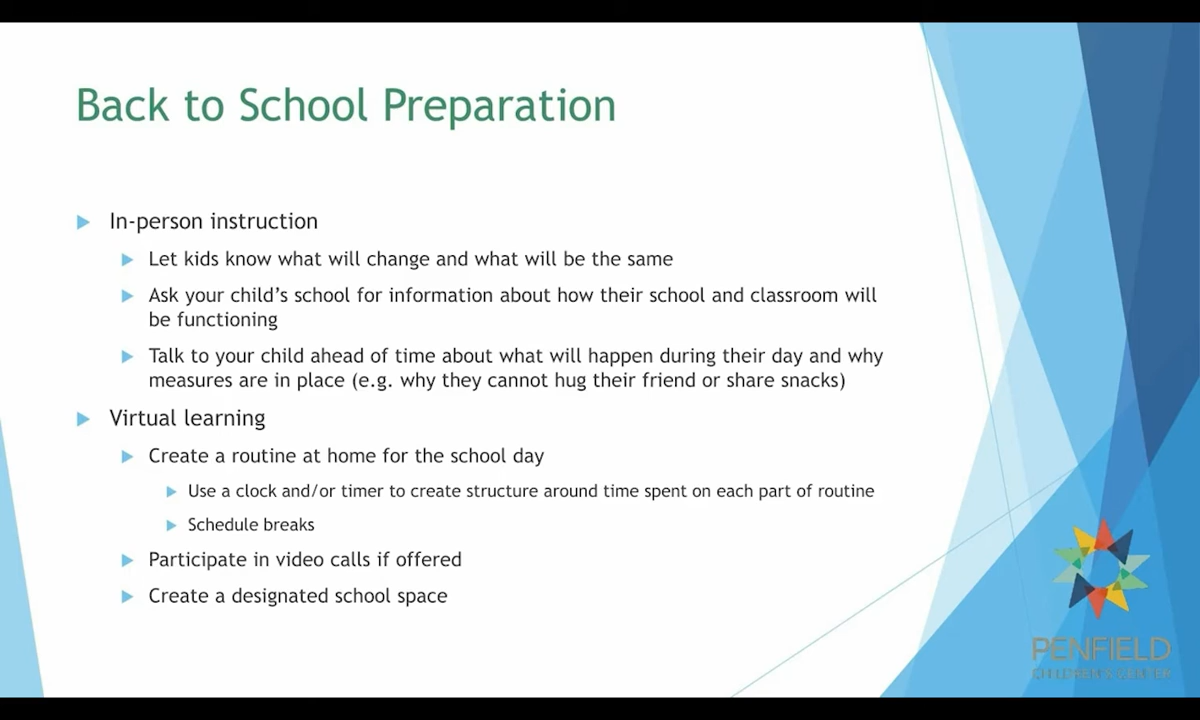 Back to School Preparation
In-person instruction
Let kids know what will change and what will be the same
Ask your child's school for information about how their school and classroom will
be functioning
Talk to your child ahead of time about what will happen during their day and why
measures are in place (e.g. why they cannot hug their friend or share snacks)
Virtual learning
Create a routine at home for the school day
Use a clock and/or timer to create structure around time spent on each part of routine
Schedule breaks
Participate in video calls if offered
Create a designated school space
PENFIELD
CHILDREN'S CENTER